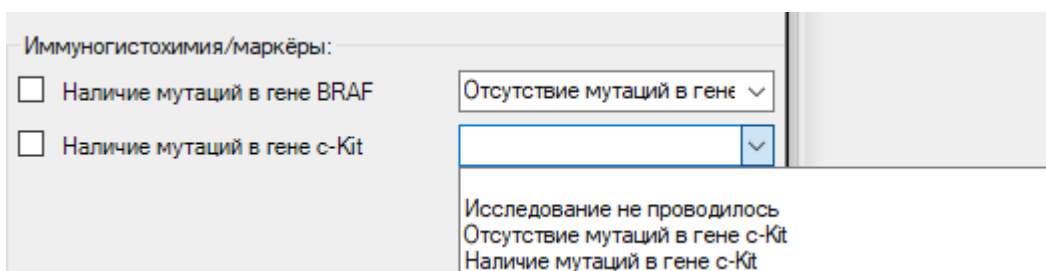 Иммуногистохимия/маркёры:
Наличие мутаций в гене BRAF
Отсутствие мутаций в гене
Наличие мутаций в гене c-Kit
Исследование не проводилось
Отсутствие мутаций в гене c-Kit
Наличие мутаций в гене c-Kit